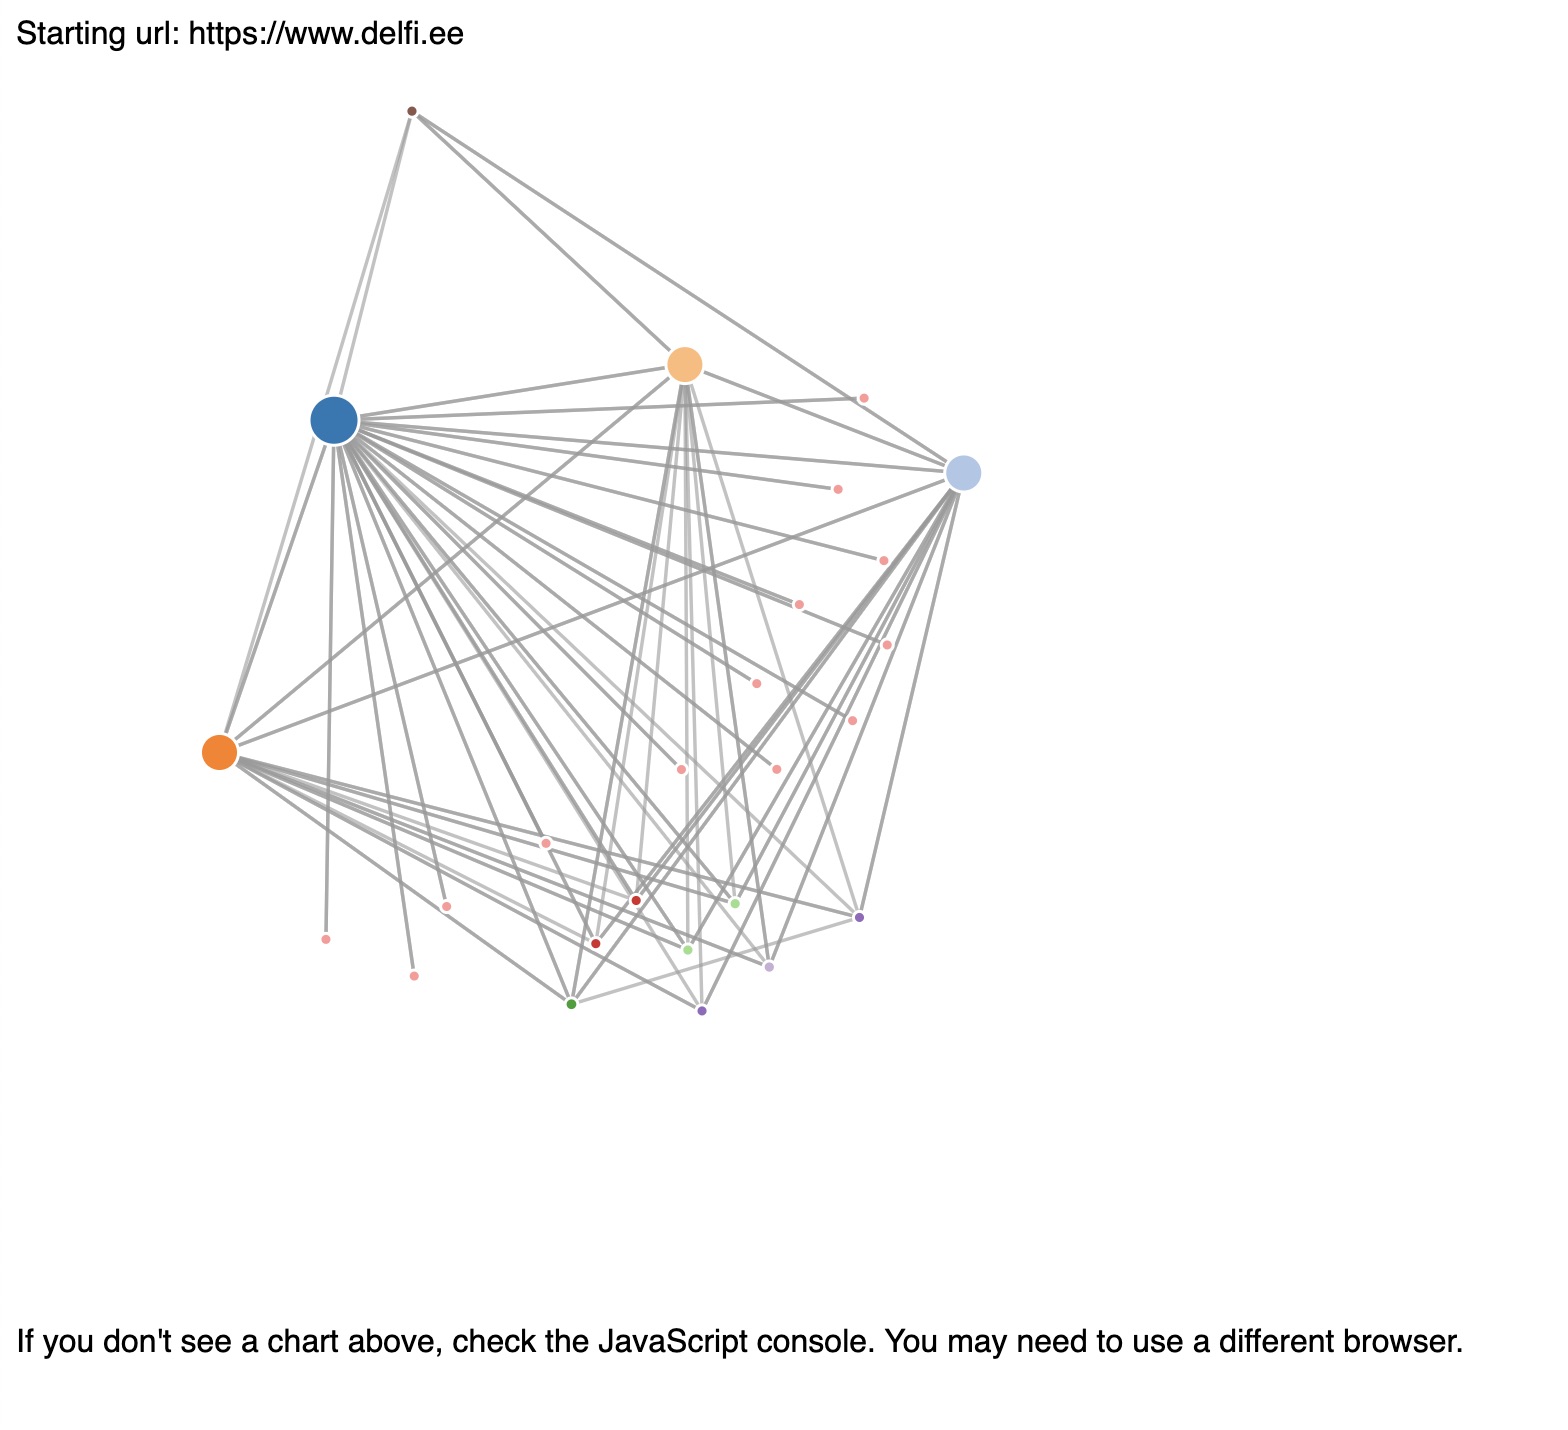 Starting url: https://www.delfi.ee
If you don't see a chart above, check the JavaScript console. You may need to use a different browser.